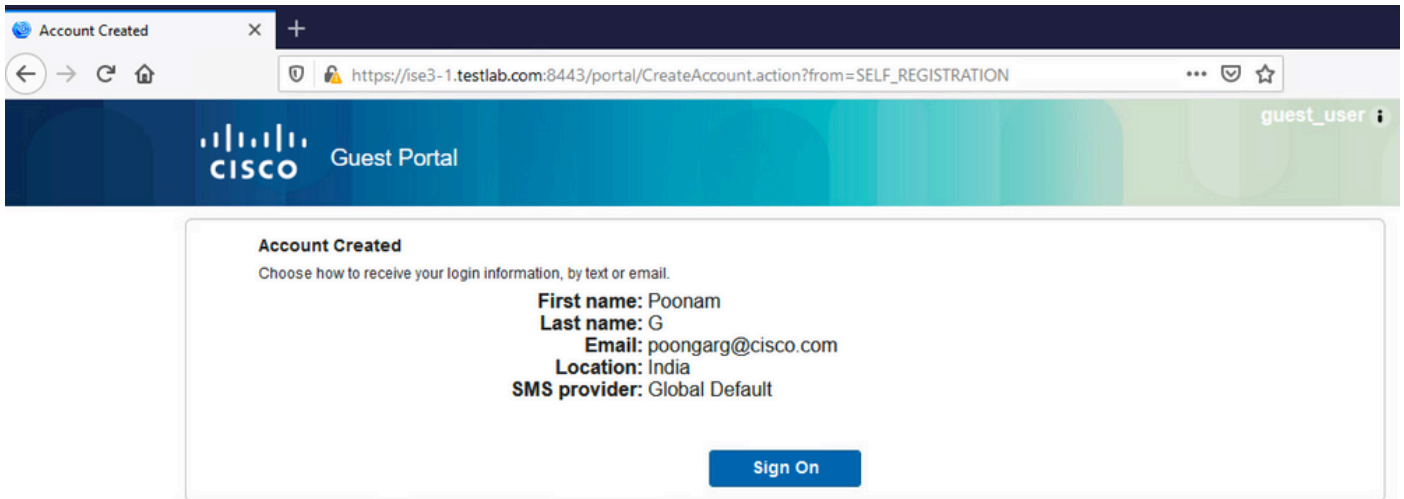 Account Created
https://ise3-1.testlab.com:8443/portal/CreateAccount.action?from=SELF_REGISTRATION
guest_user
CISCO
Guest Portal
Account Created
Choose how to receive your login information, by text or email.
First name: Poonam
Last name: G
Email: poongarg@cisco.com
Location: India
SMS provider: Global Default
Sign On